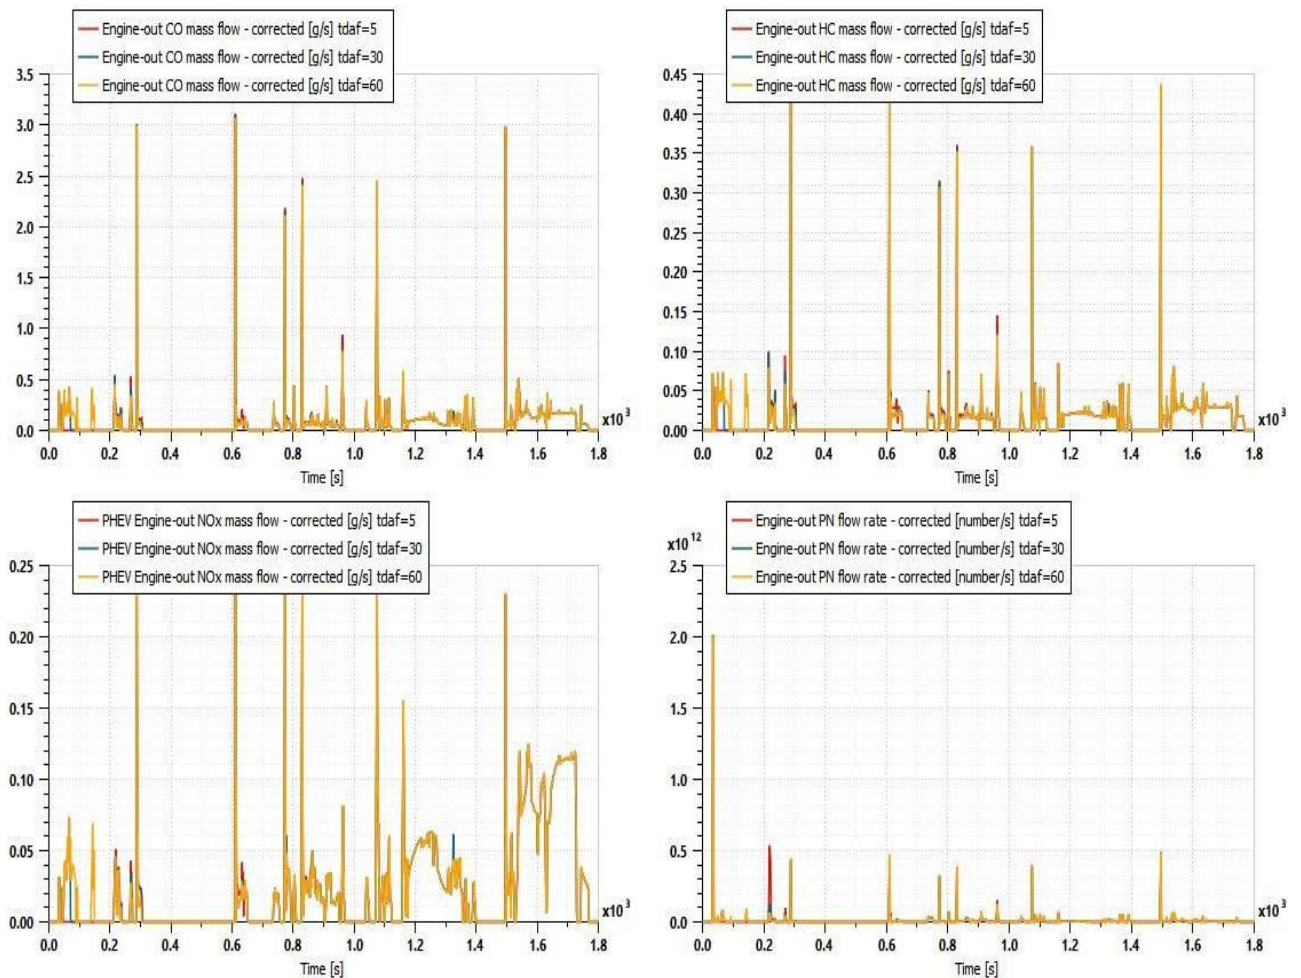 Engine-out CO mass flow - corrected [g/s] tdaf=5
Engine-out CO mass flow - corrected [g/s] tdaf=30
Engine-out CO mass flow - corrected [g/s] tdaf=60
3.5
3.0
2.5
2.0
1.5
1.0
0.5
0.0
x10³
0.0 0.2 0.4 0.6 0.8 1.0 1.2 1.4 1.6 1.8
Time [s]
Engine-out HC mass flow - corrected [g/s] tdaf=5
Engine-out HC mass flow - corrected [g/s] tdaf=30
Engine-out HC mass flow - corrected [g/s] tdaf=60
0.45
0.40
0.35
0.30
0.25
0.20
0.15
0.10
0.05
0.00
x10³
0.0 0.2 0.4 0.6 0.8 1.0 1.2 1.4 1.6 1.8
Time [s]
PHEV Engine-out NOx mass flow - corrected [g/s] tdaf=5
PHEV Engine-out NOx mass flow - corrected [g/s] tdaf=30
PHEV Engine-out NOx mass flow - corrected [g/s] tdaf=60
0.25
0.20
0.15
0.10
0.05
0.00
x10³
0.0 0.2 0.4 0.6 0.8 1.0 1.2 1.4 1.6 1.8
Time [s]
Engine-out PN flow rate - corrected [number/s] tdaf=5
Engine-out PN flow rate - corrected [number/s] tdaf=30
Engine-out PN flow rate - corrected [number/s] tdaf=60
x10¹²
2.5
2.0
1.5
1.0
0.5
0.0
x10³
0.0 0.2 0.4 0.6 0.8 1.0 1.2 1.4 1.6 1.8
Time [s]